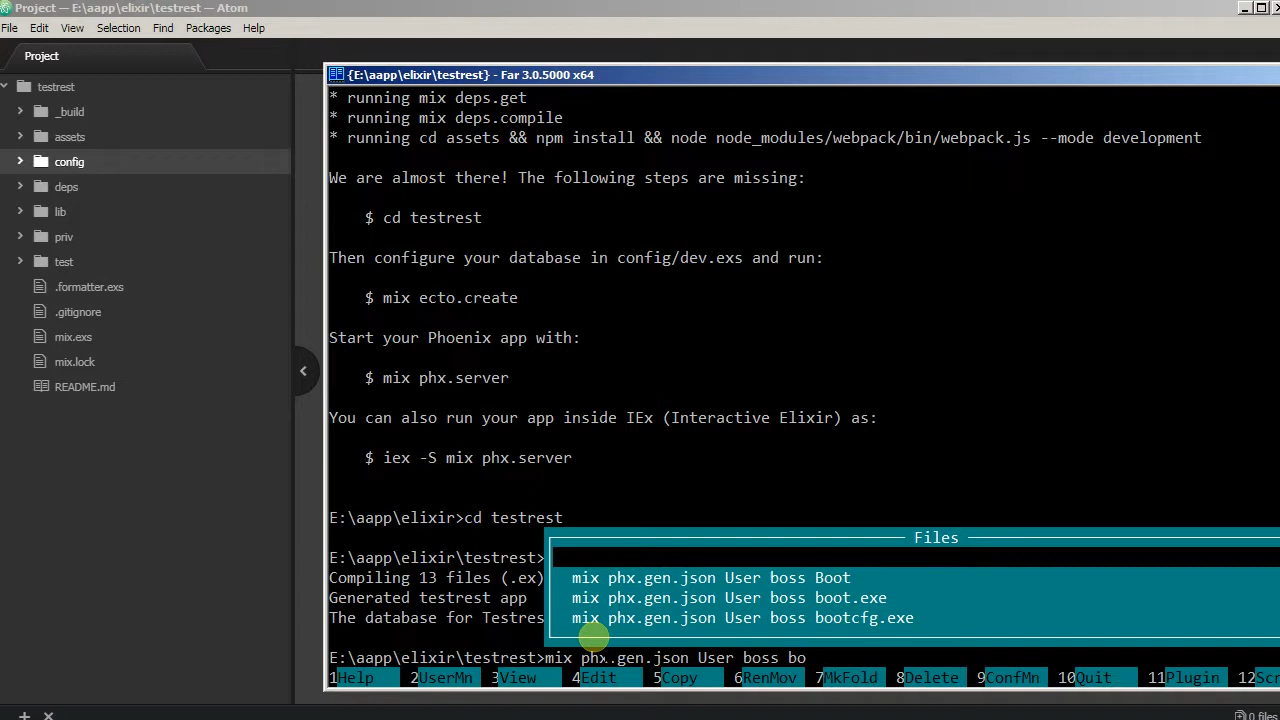 Project — E:\aapp\elixir\testrest — Atom
File Edit View Selection Find Packages Help
Project
testrest
_build
assets
config
deps
lib
priv
test
.formatter.exs
.gitignore
mix.exs
mix.lock
README.md
{E:\aapp\elixir\testrest} - Far 3.0.5000 x64
* running mix deps.get
* running mix deps.compile
* running cd assets && npm install && node node_modules/webpack/bin/webpack.js --mode development
We are almost there! The following steps are missing:
$ cd testrest
Then configure your database in config/dev.exs and run:
$ mix ecto.create
Start your Phoenix app with:
$ mix phx.server
You can also run your app inside IEx (Interactive Elixir) as:
$ iex -S mix phx.server
E:\aapp\elixir>cd testrest
E:\aapp\elixir\testrest>
Compiling 13 files (.ex)
Generated testrest app
The database for Testres
Files
mix phx.gen.json User boss Boot
mix phx.gen.json User boss boot.exe
mix phx.gen.json User boss bootcfg.exe
E:\aapp\elixir\testrest>mix phx.gen.json User boss bo
1Help 2UserMn 3View 4Edit 5Copy 6RenMov 7MkFold 8Delete 9ConfMn 10Quit 11Plugin 12Scr
0 files